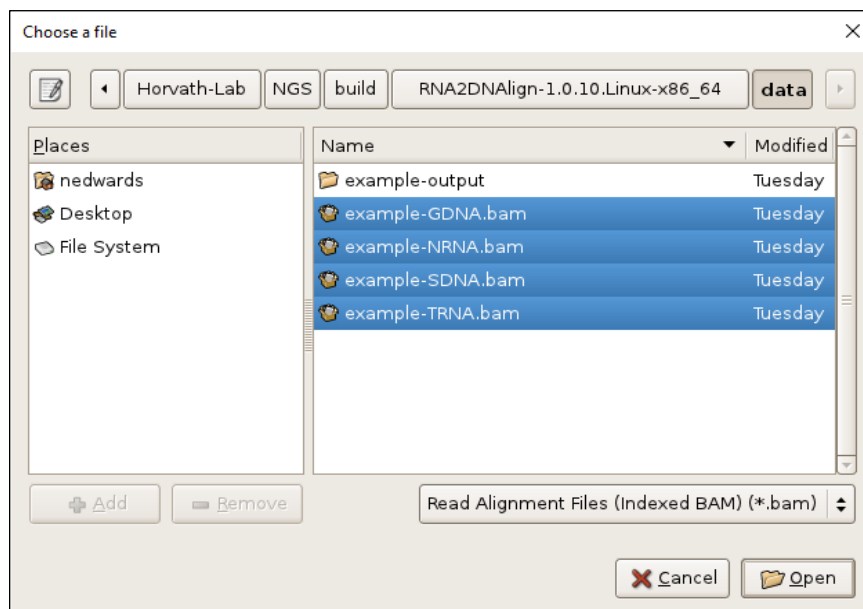 Choose a file
Horvath-Lab NGS build RNA2DNAlign-1.0.10.Linux-x86_64 data
Places Name Modified
nedwards example-output Tuesday
Desktop example-GDNA.bam Tuesday
File System example-NRNA.bam Tuesday
example-SDNA.bam Tuesday
example-TRNA.bam Tuesday
Add Remove Read Alignment Files (Indexed BAM) (*.bam)
Cancel Open